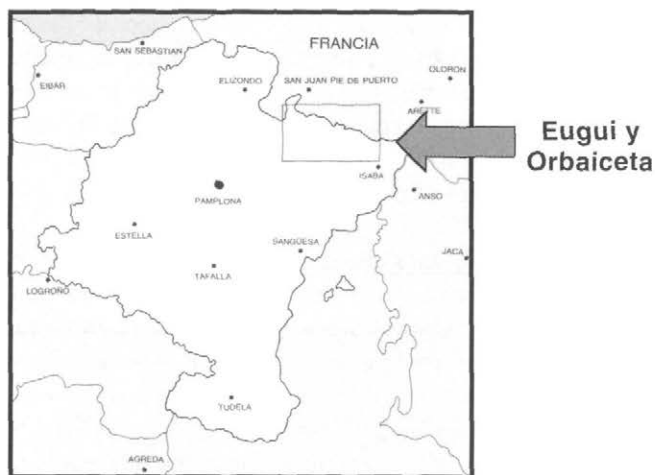 FRANCIA
SAN SEBASTIAN
OLORON
EIBAR
ELIZONDO
SAN JUAN PIE DE PUERTO
ARETTE
Eugui y
Orbaiceta
ISABA
ANSO
PAMPLONA
ESTELLA
SANGÜESA
JACA
TAFALLA
LOGROÑO
TUDELA
AGREDA